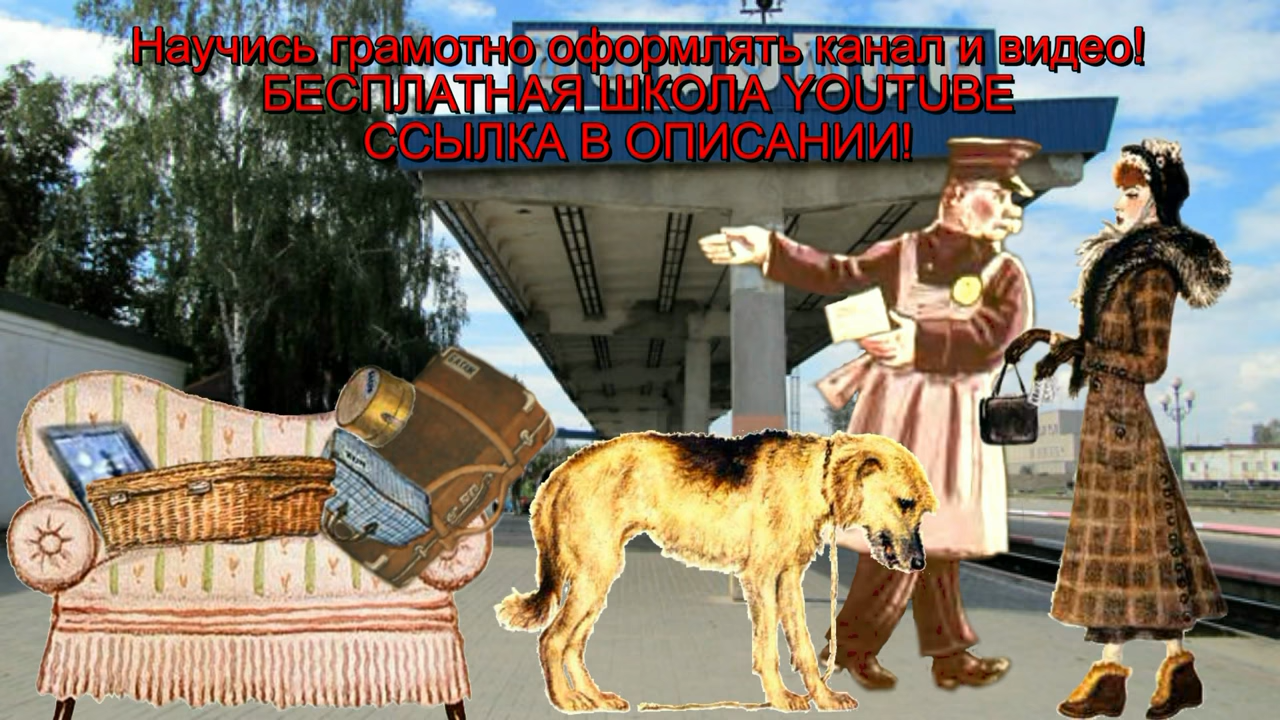 Научись грамотно оформлять канал и видео!
БЕСПЛАТНАЯ ШКОЛА YOUTUBE
ССЫЛКА В ОПИСАНИИ!